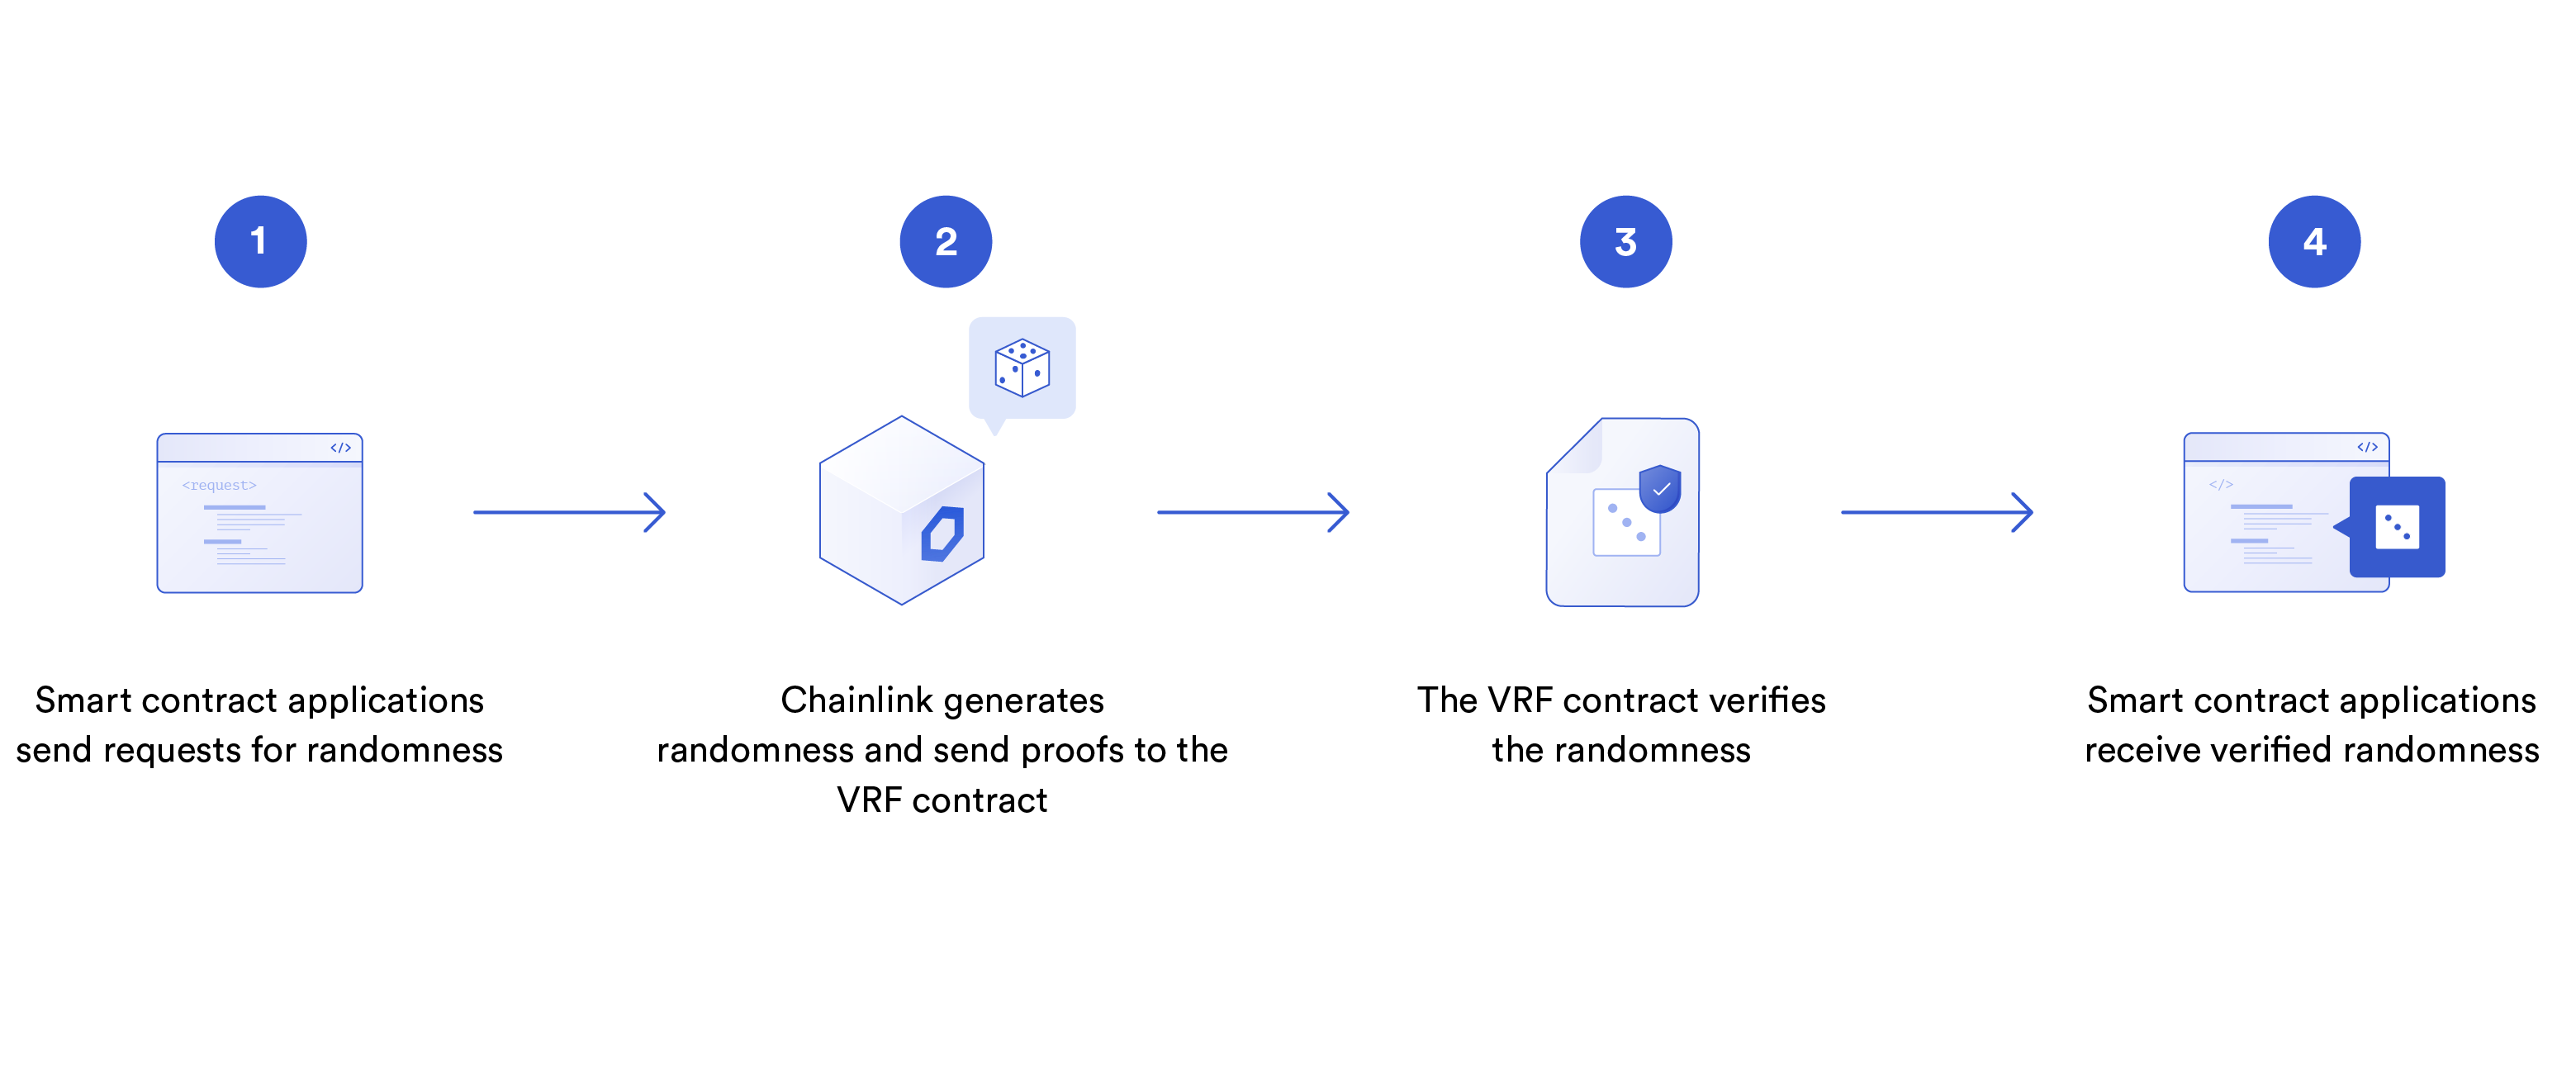 1
2
3
4
</>
<request>
</>
</>
Smart contract applications
send requests for randomness
Chainlink generates
randomness and send proofs to the
VRF contract
The VRF contract verifies
the randomness
Smart contract applications
receive verified randomness